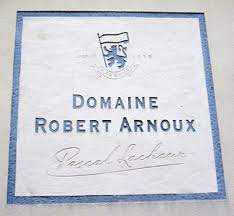 DOMAINE
ROBERT ARNOUX
Pascal Lachaux